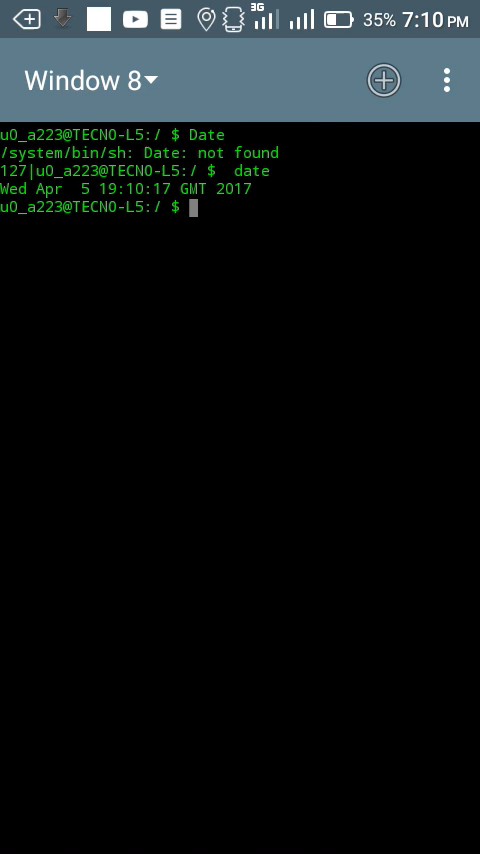 3G 35% 7:10 PM
Window 8
u0_a223@TECNO-L5:/ $ Date
/system/bin/sh: Date: not found
127|u0_a223@TECNO-L5:/ $  date
Wed Apr  5 19:10:17 GMT 2017
u0_a223@TECNO-L5:/ $